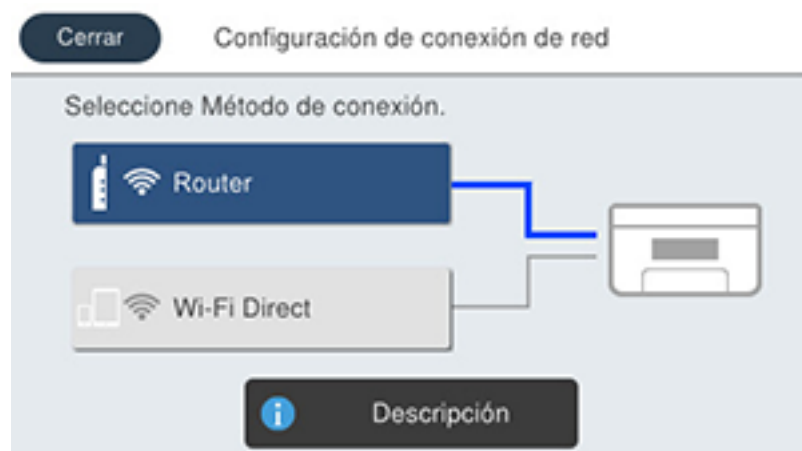 Cerrar
Configuración de conexión de red
Seleccione Método de conexión.
Router
Wi-Fi Direct
Descripción